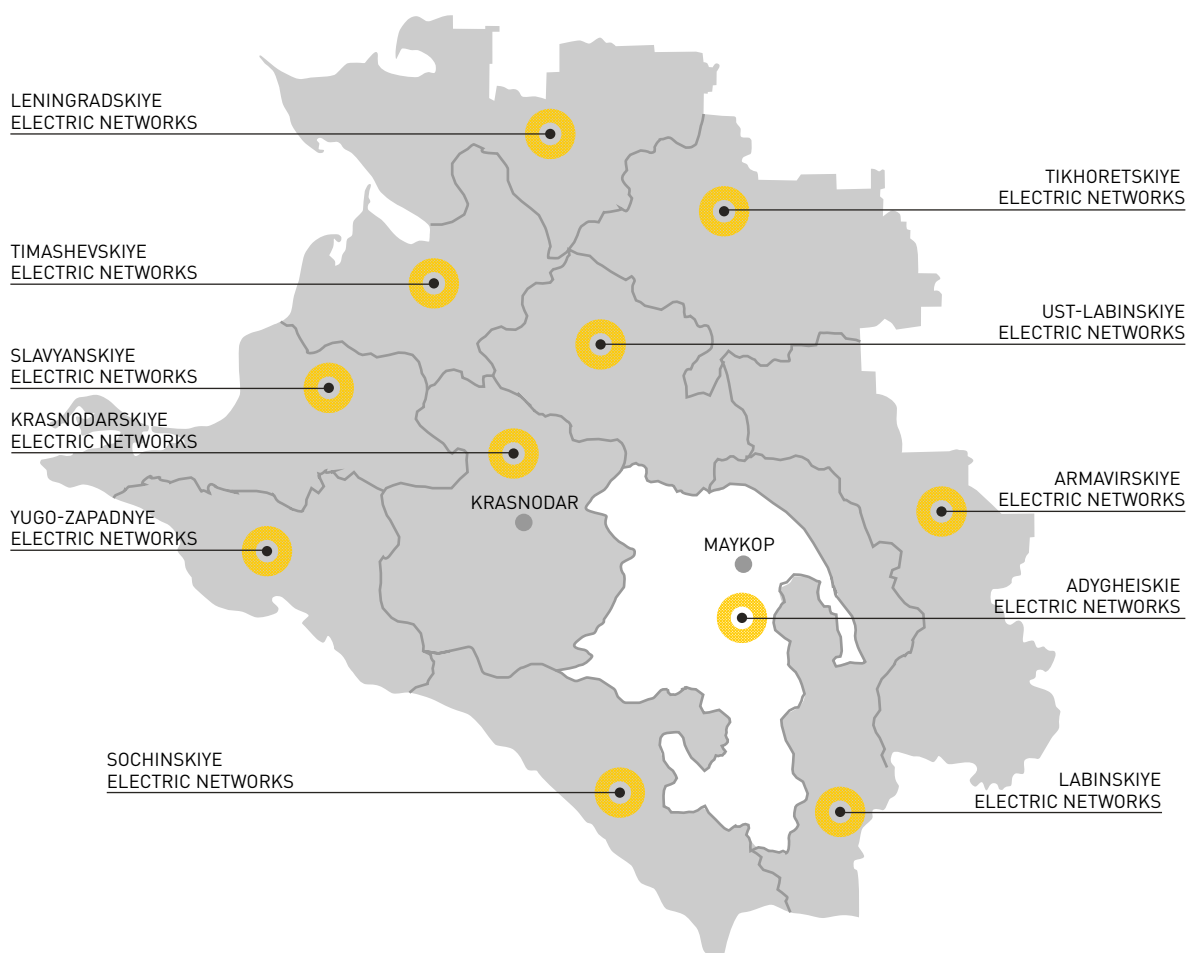 LENINGRADSKIYE
ELECTRIC NETWORKS
TIKHORETSKIYE
ELECTRIC NETWORKS
TIMASHEVSKIYE
ELECTRIC NETWORKS
UST-LABINSKIYE
ELECTRIC NETWORKS
SLAVYANSKIYE
ELECTRIC NETWORKS
KRASNODARSKIYE
ELECTRIC NETWORKS
KRASNODAR
ARMAVIRSKIYE
ELECTRIC NETWORKS
YUGO-ZAPADNYE
ELECTRIC NETWORKS
MAYKOP
ADYGHEISKIE
ELECTRIC NETWORKS
SOCHINSKIYE
ELECTRIC NETWORKS
LABINSKIYE
ELECTRIC NETWORKS